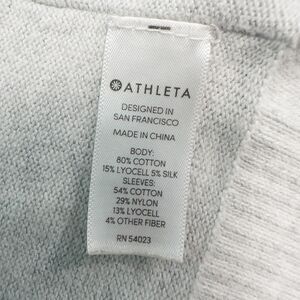 ATHLETA
DESIGNED IN
SAN FRANCISCO
MADE IN CHINA
BODY:
80% COTTON
15% LYOCELL 5% SILK
SLEEVES:
54% COTTON
29% NYLON
13% LYOCELL
4% OTHER FIBER
RN 54023